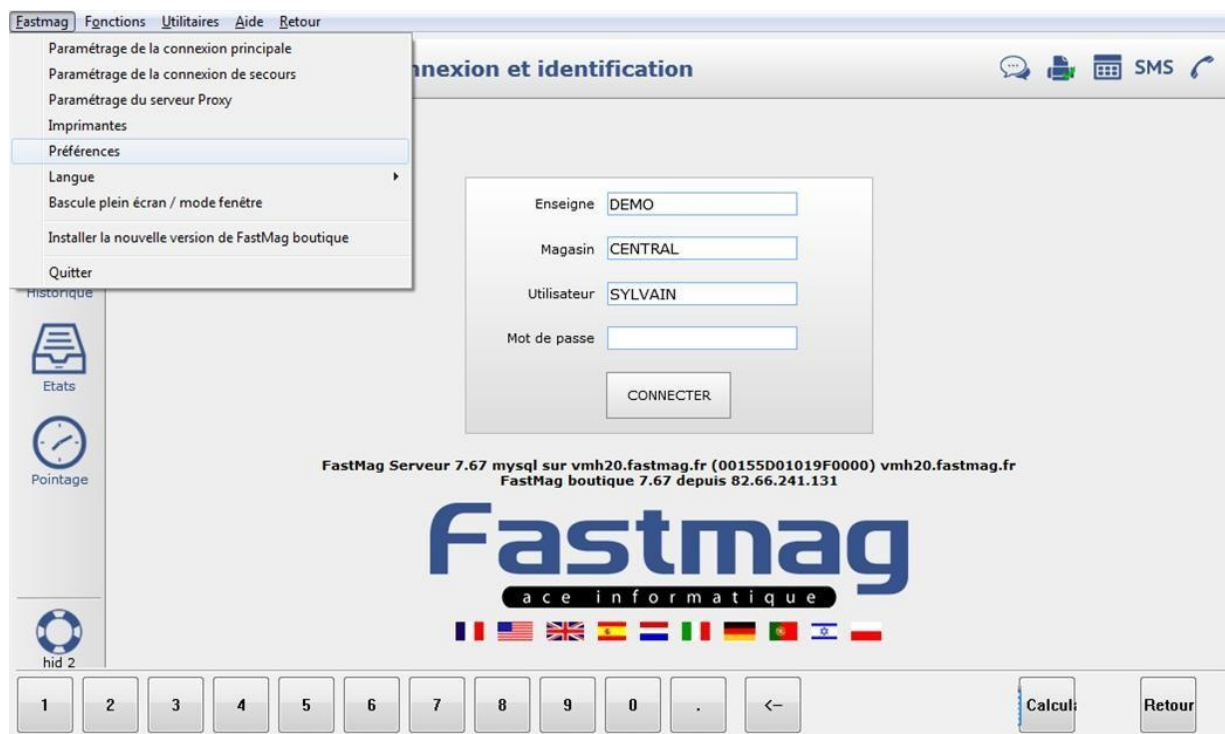 Fastmag Fonctions Utilitaires Aide Retour
Paramétrage de la connexion principale
Paramétrage de la connexion de secours
Paramétrage du serveur Proxy
Imprimantes
Préférences
Langue
Bascule plein écran / mode fenêtre
Installer la nouvelle version de FastMag boutique
Quitter
nnexion et identification
SMS
Enseigne DEMO
Magasin CENTRAL
Utilisateur SYLVAIN
Mot de passe
CONNECTER
Historique
Etats
Pointage
FastMag Serveur 7.67 mysql sur vmh20.fastmag.fr (00155D01019F0000) vmh20.fastmag.fr
FastMag boutique 7.67 depuis 82.66.241.131
Fastmag
ace informatique
hid 2
1 2 3 4 5 6 7 8 9 0 . <- Calcul Retour